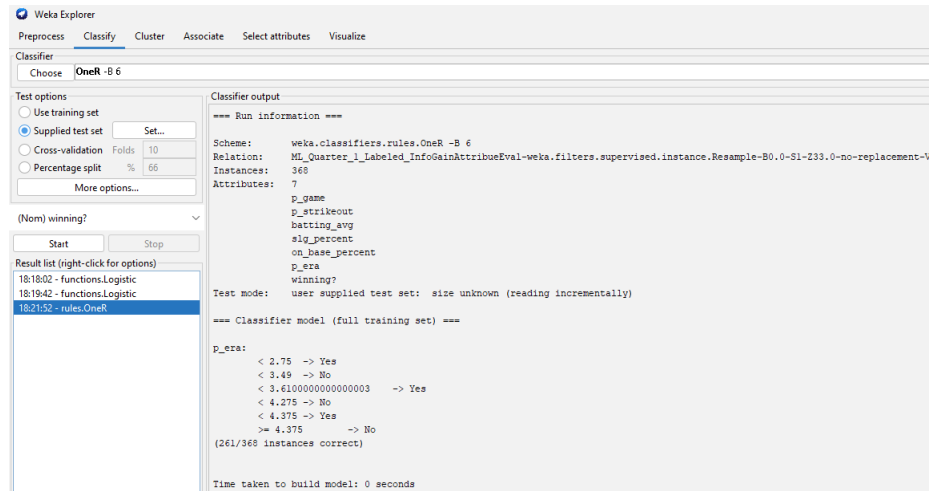 Weka Explorer
Preprocess Classify Cluster Associate Select attributes Visualize
Classifier
Choose OneR -B 6
Test options
Use training set
Supplied test set Set...
Cross-validation Folds 10
Percentage split % 66
More options...
(Nom) winning?
Start Stop
Result list (right-click for options)
18:18:02 - functions.Logistic
18:19:42 - functions.Logistic
18:21:52 - rules.OneR
Classifier output
=== Run information ===
Scheme: weka.classifiers.rules.OneR -B 6
Relation: ML_Quarter_1_Labeled_InfoGainAttribueEval-weka.filters.supervised.instance.Resample-B0.0-S1-Z33.0-no-replacement-V
Instances: 368
Attributes: 7
p_game
p_strikeout
batting_avg
slg_percent
on_base_percent
p_era
winning?
Test mode: user supplied test set: size unknown (reading incrementally)
=== Classifier model (full training set) ===
p_era:
< 2.75 -> Yes
< 3.49 -> No
< 3.6100000000000003 -> Yes
< 4.275 -> No
< 4.375 -> Yes
>= 4.375 -> No
(261/368 instances correct)
Time taken to build model: 0 seconds